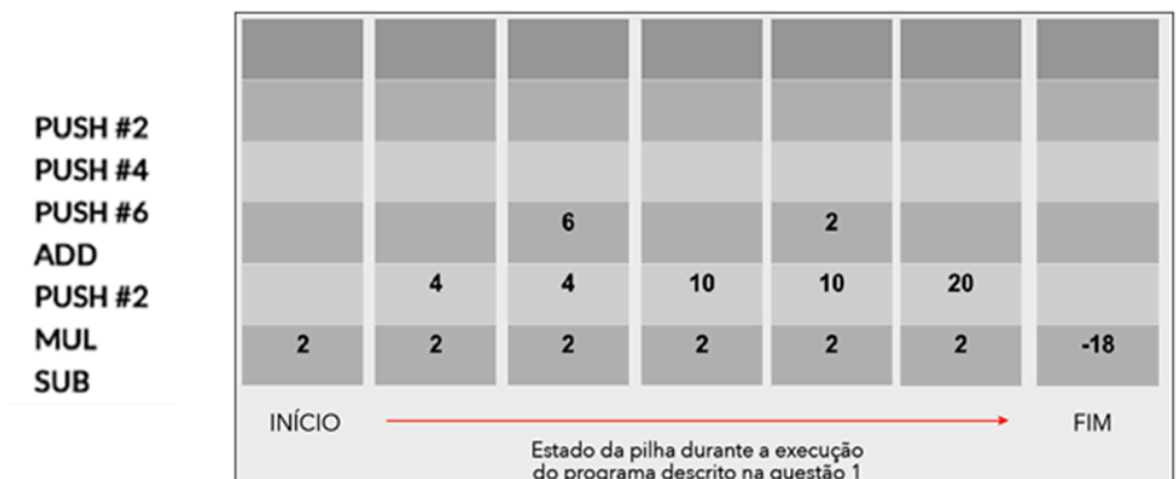 PUSH #2
PUSH #4
PUSH #6
ADD
PUSH #2
MUL
SUB
6 2
4 4 10 10 20
2 2 2 2 2 2 -18
INÍCIO FIM
Estado da pilha durante a execução
do programa descrito na questão 1